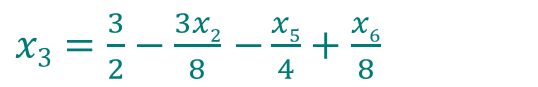 x₃ = 3/2 − 3x₂/8 − x₅/4 + x₆/8